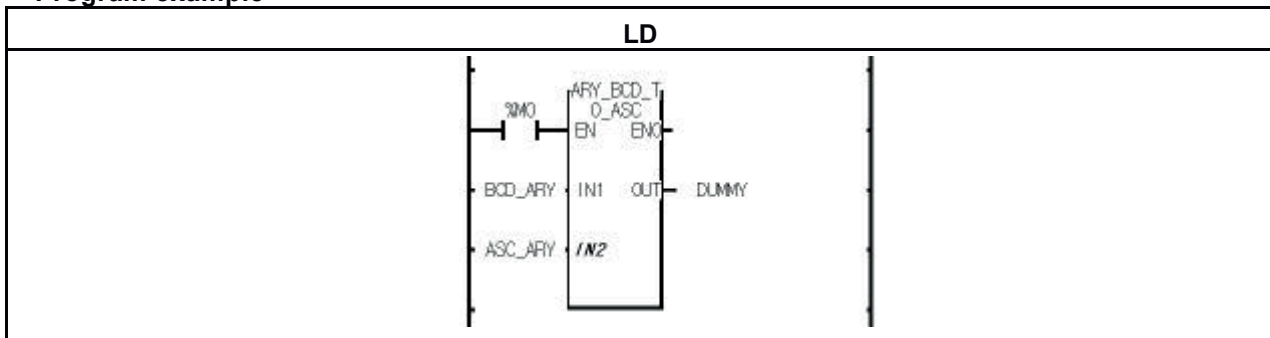 Program example
LD
ARY_BCD_T
O_ASC
%M0
EN ENO
BCD_ARY IN1 OUT DUMMY
ASC_ARY IN2